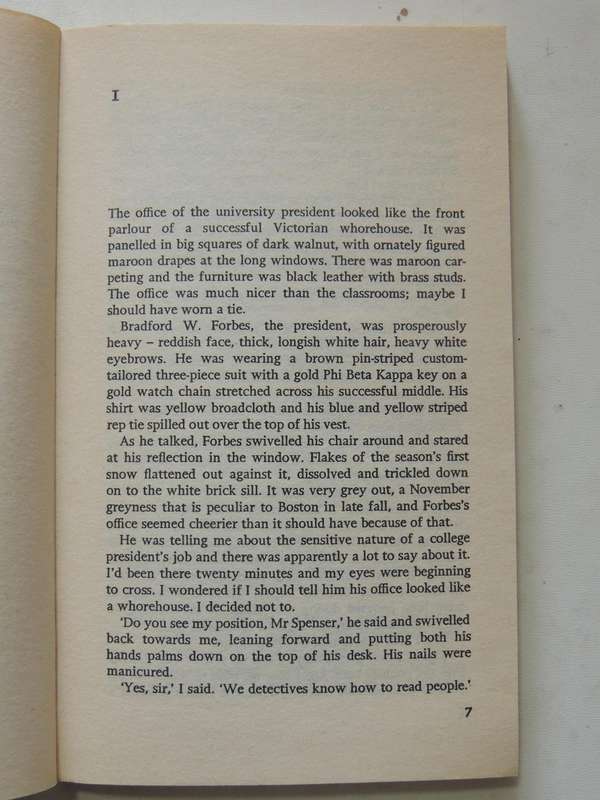 I
The office of the university president looked like the front
parlour of a successful Victorian whorehouse. It was
panelled in big squares of dark walnut, with ornately figured
maroon drapes at the long windows. There was maroon car-
peting and the furniture was black leather with brass studs.
The office was much nicer than the classrooms; maybe I
should have worn a tie.
Bradford W. Forbes, the president, was prosperously
heavy – reddish face, thick, longish white hair, heavy white
eyebrows. He was wearing a brown pin-striped custom-
tailored three-piece suit with a gold Phi Beta Kappa key on a
gold watch chain stretched across his successful middle. His
shirt was yellow broadcloth and his blue and yellow striped
rep tie spilled out over the top of his vest.
As he talked, Forbes swivelled his chair around and stared
at his reflection in the window. Flakes of the season's first
snow flattened out against it, dissolved and trickled down
on to the white brick sill. It was very grey out, a November
greyness that is peculiar to Boston in late fall, and Forbes's
office seemed cheerier than it should have because of that.
He was telling me about the sensitive nature of a college
president's job and there was apparently a lot to say about it.
I'd been there twenty minutes and my eyes were beginning
to cross. I wondered if I should tell him his office looked like
a whorehouse. I decided not to.
'Do you see my position, Mr Spenser,' he said and swivelled
back towards me, leaning forward and putting both his
hands palms down on the top of his desk. His nails were
manicured.
'Yes, sir,' I said. 'We detectives know how to read people.'
7